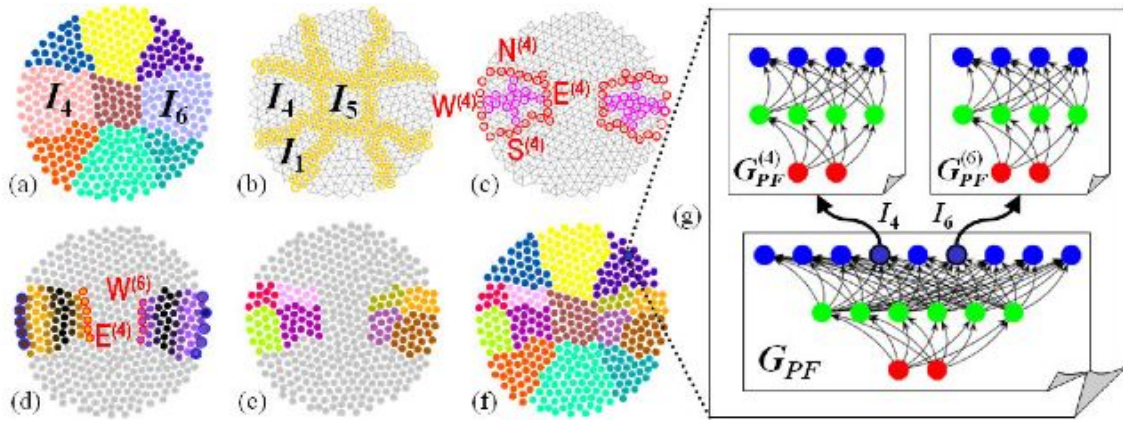 (a)
I4
I6
(b)
I4
I5
I1
(c)
N(4)
W(4)
E(4)
S(4)
(d)
W(6)
E(4)
(e)
(f)
(g)
G(4)PF
G(6)PF
I4
I6
GPF